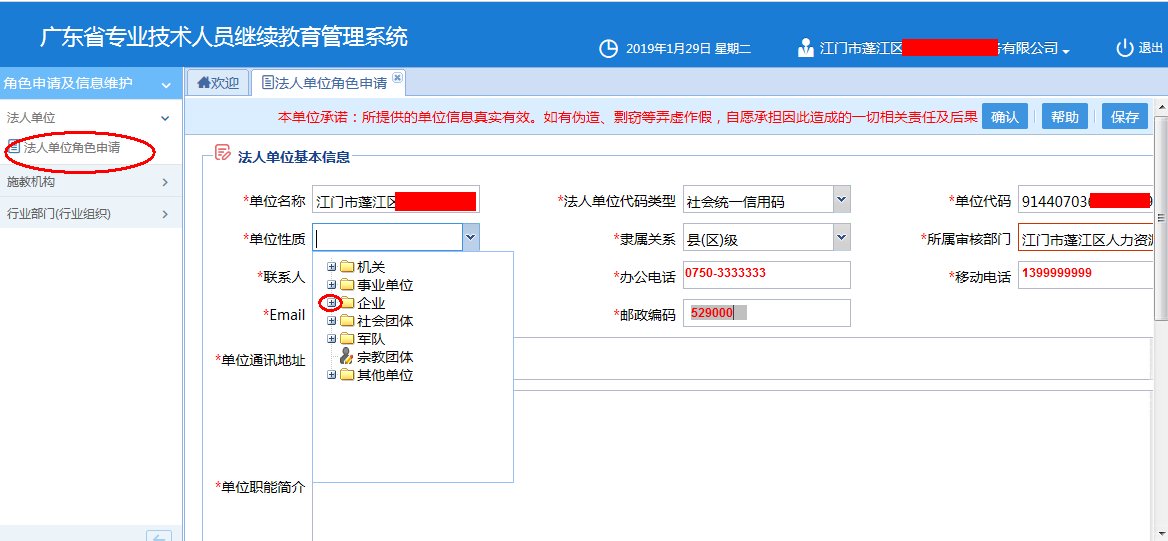 广东省专业技术人员继续教育管理系统
2019年1月29日 星期二
江门市蓬江区
有限公司
退出
角色申请及信息维护
欢迎
法人单位角色申请
法人单位
法人单位角色申请
施教机构
行业部门(行业组织)
本单位承诺：所提供的单位信息真实有效。如有伪造、剽窃等弄虚作假，自愿承担因此造成的一切相关责任及后果
确认
帮助
保存
法人单位基本信息
*单位名称 江门市蓬江区
*法人单位代码类型 社会统一信用码
*单位代码 91440703
*单位性质
*隶属关系 县(区)级
*所属审核部门 江门市蓬江区人力资源
*联系人
*办公电话 0750-3333333
*移动电话 1399999999
*Email
*邮政编码 529000
机关
事业单位
企业
社会团体
军队
宗教团体
其他单位
*单位通讯地址
*单位职能简介